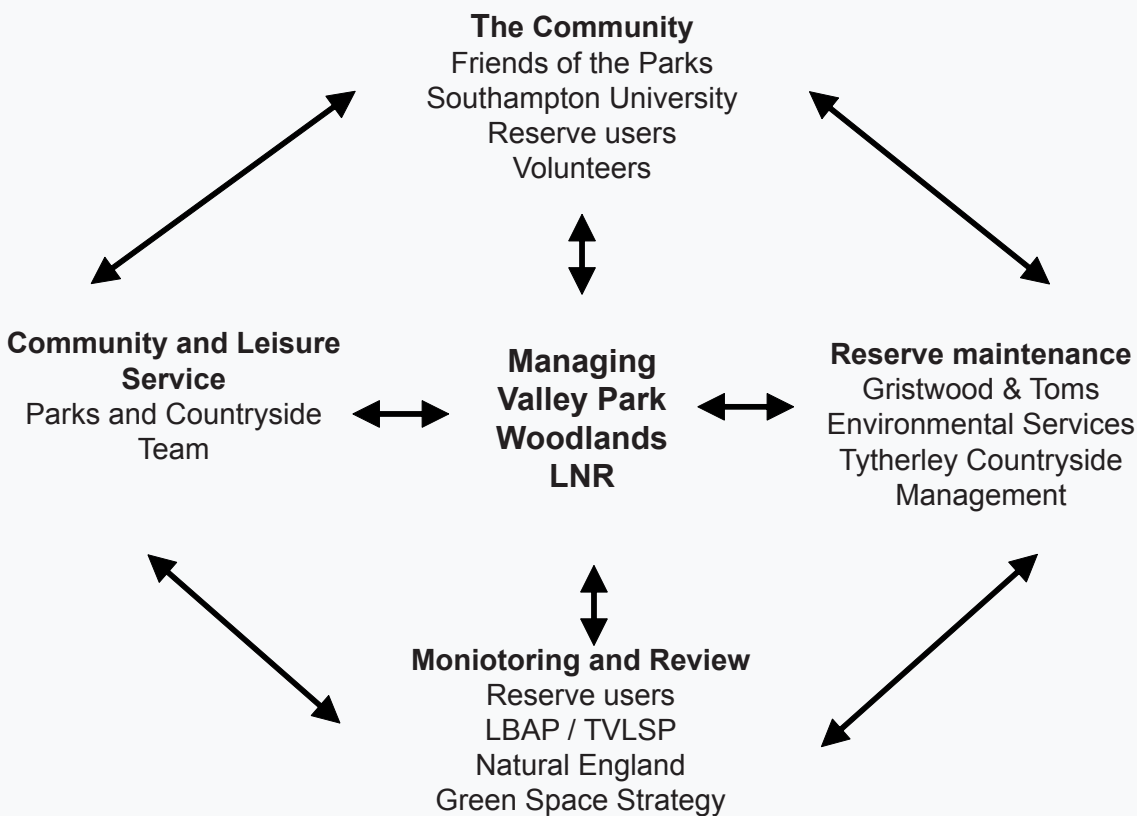 The Community
Friends of the Parks
Southampton University
Reserve users
Volunteers
Community and Leisure
Service
Parks and Countryside
Team
Managing
Valley Park
Woodlands
LNR
Reserve maintenance
Gristwood & Toms
Environmental Services
Tytherley Countryside
Management
Moniotoring and Review
Reserve users
LBAP / TVLSP
Natural England
Green Space Strategy